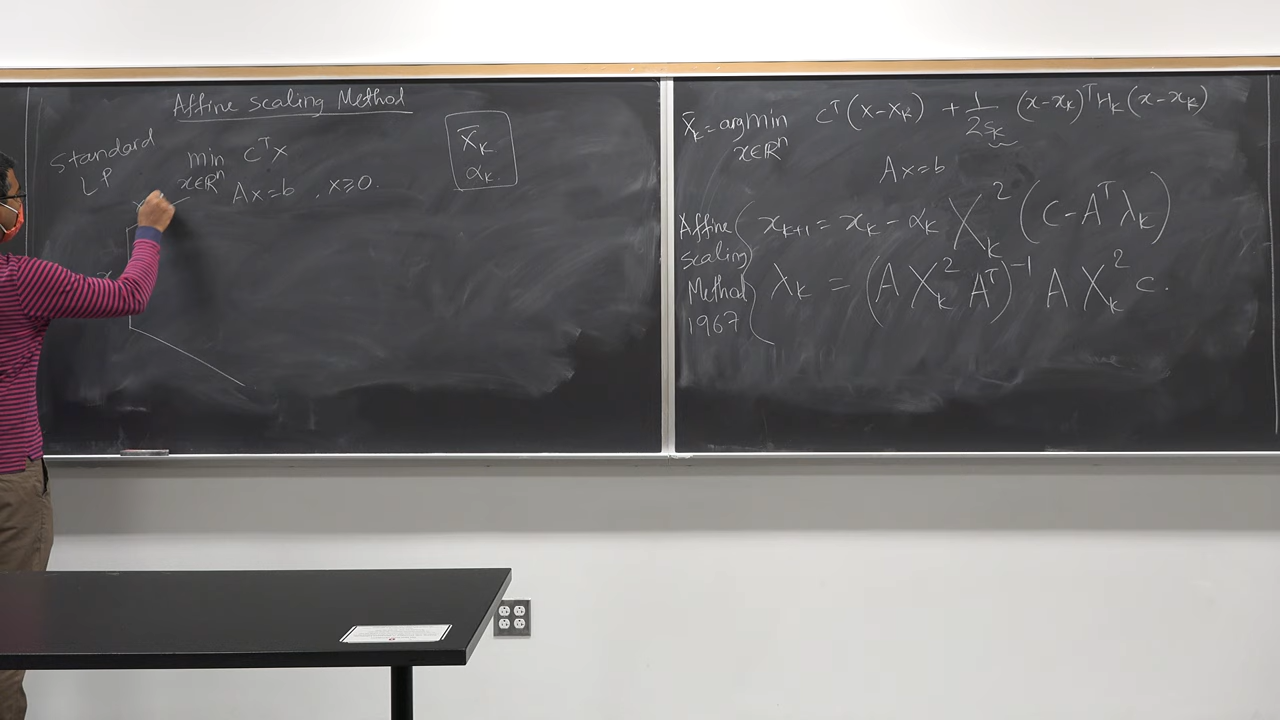 Affine scaling Method
Standard LP
min x∈ℝⁿ cᵀx
Ax=b , x≥0.
x̄ₖ
αₖ
x̄ₖ = argmin x∈ℝⁿ cᵀ(x-xₖ) + 1/2sₖ (x-xₖ)ᵀHₖ(x-xₖ)
Ax=b
Affine scaling Method 1967
xₖ₊₁ = xₖ - αₖ Xₖ² (c-Aᵀλₖ)
λₖ = (A Xₖ² Aᵀ)⁻¹ A Xₖ² c.